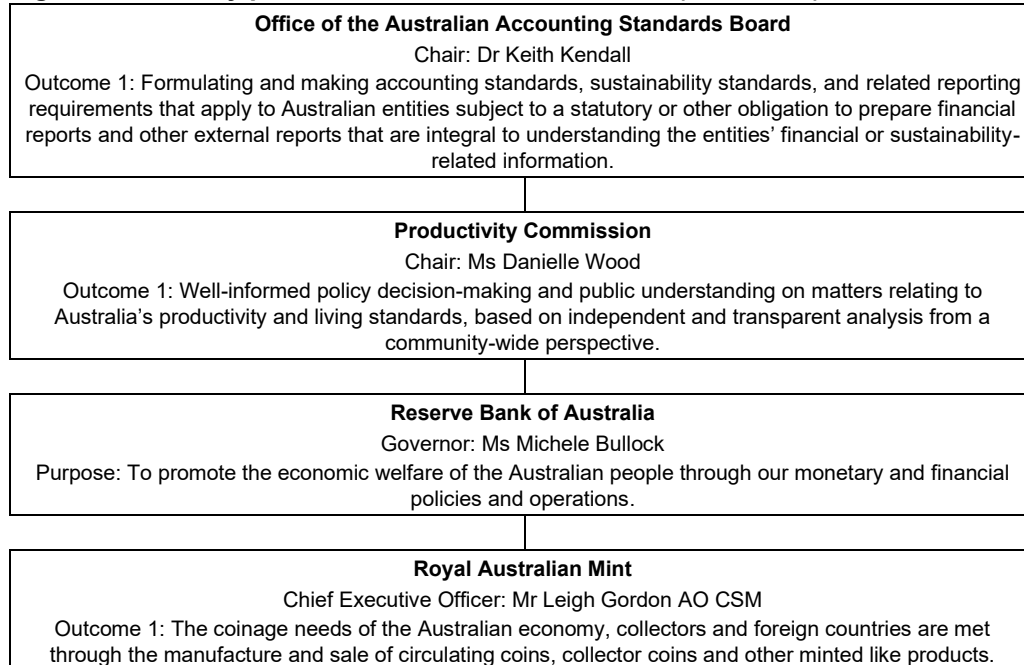 Office of the Australian Accounting Standards Board
Chair: Dr Keith Kendall
Outcome 1: Formulating and making accounting standards, sustainability standards, and related reporting
requirements that apply to Australian entities subject to a statutory or other obligation to prepare financial
reports and other external reports that are integral to understanding the entities’ financial or sustainability-
related information.
Productivity Commission
Chair: Ms Danielle Wood
Outcome 1: Well-informed policy decision-making and public understanding on matters relating to
Australia’s productivity and living standards, based on independent and transparent analysis from a
community-wide perspective.
Reserve Bank of Australia
Governor: Ms Michele Bullock
Purpose: To promote the economic welfare of the Australian people through our monetary and financial
policies and operations.
Royal Australian Mint
Chief Executive Officer: Mr Leigh Gordon AO CSM
Outcome 1: The coinage needs of the Australian economy, collectors and foreign countries are met
through the manufacture and sale of circulating coins, collector coins and other minted like products.